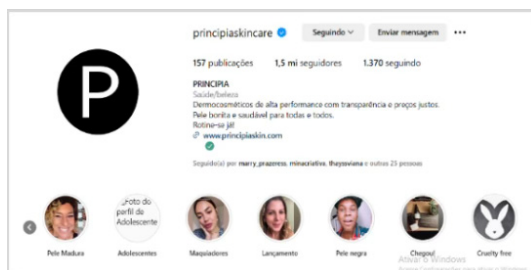 principiaskincare Seguindo Enviar mensagem
P
157 publicações 1,5 mi seguidores 1.370 seguindo
PRINCIPIA
Saúde/beleza
Dermocosméticos de alta performance com transparência e preços justos.
Pele bonita e saudável para todas e todos.
Rotine-se já!
www.principiaskin.com
Seguido(a) por marry_prazeress, minacriative, thaysviana e outras 25 pessoas
Foto do
perfil de
Adolescente
Pele Madura Adolescentes Maquiadores Lançamento Pele negra Chegou! Cruelty free
Ativar o Windows